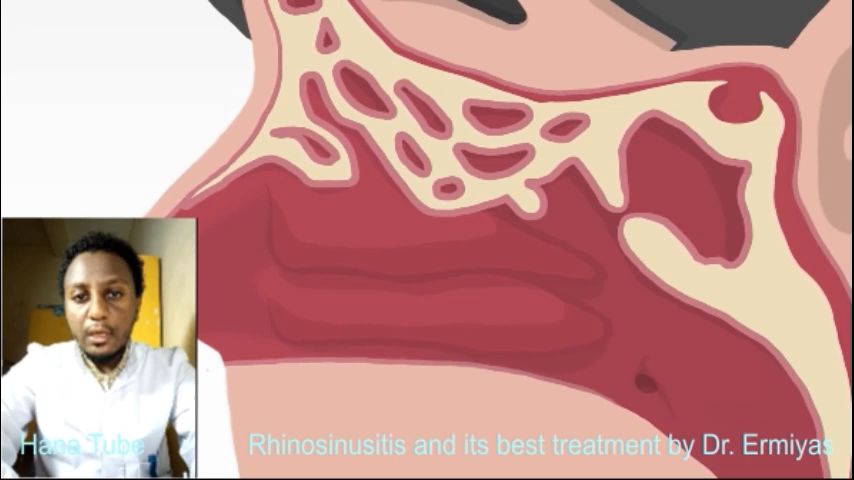 Hana Tube
Rhinosinusitis and its best treatment by Dr. Ermiyas